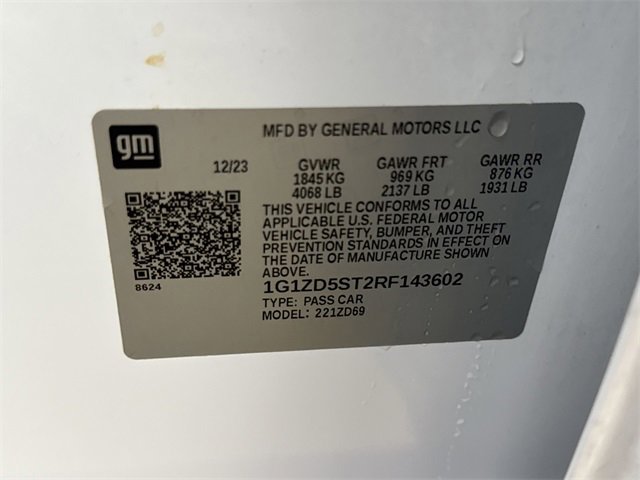 gm
MFD BY GENERAL MOTORS LLC
12/23 GVWR GAWR FRT GAWR RR
1845 KG 969 KG 876 KG
4068 LB 2137 LB 1931 LB
THIS VEHICLE CONFORMS TO ALL
APPLICABLE U.S. FEDERAL MOTOR
VEHICLE SAFETY, BUMPER, AND THEFT
PREVENTION STANDARDS IN EFFECT ON
THE DATE OF MANUFACTURE SHOWN
ABOVE.
8624
1G1ZD5ST2RF143602
TYPE: PASS CAR
MODEL: 221ZD69